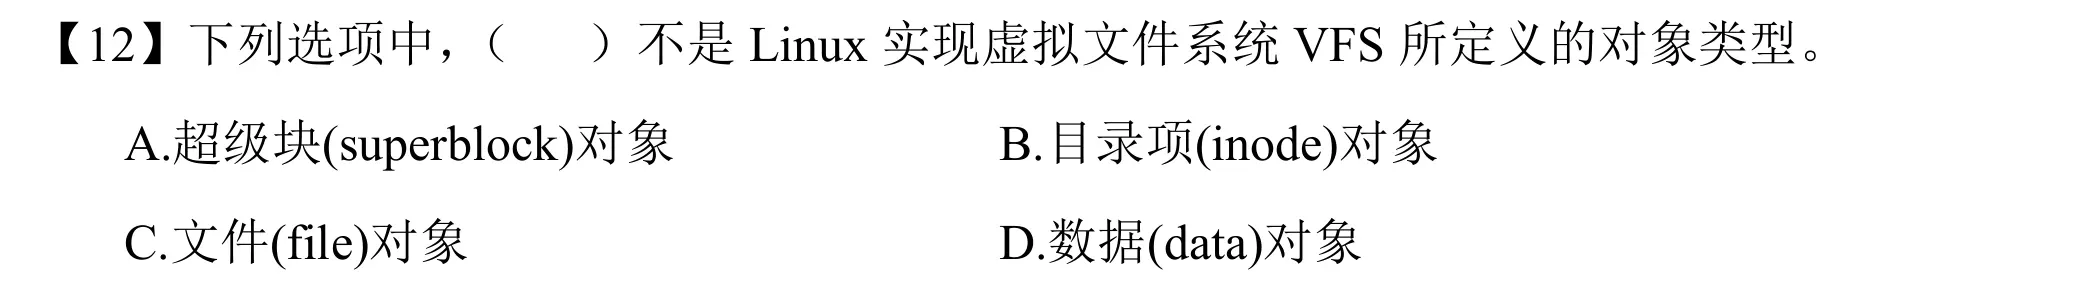 【12】下列选项中，（　　）不是 Linux 实现虚拟文件系统 VFS 所定义的对象类型。
A.超级块(superblock)对象　　B.目录项(inode)对象
C.文件(file)对象　　D.数据(data)对象